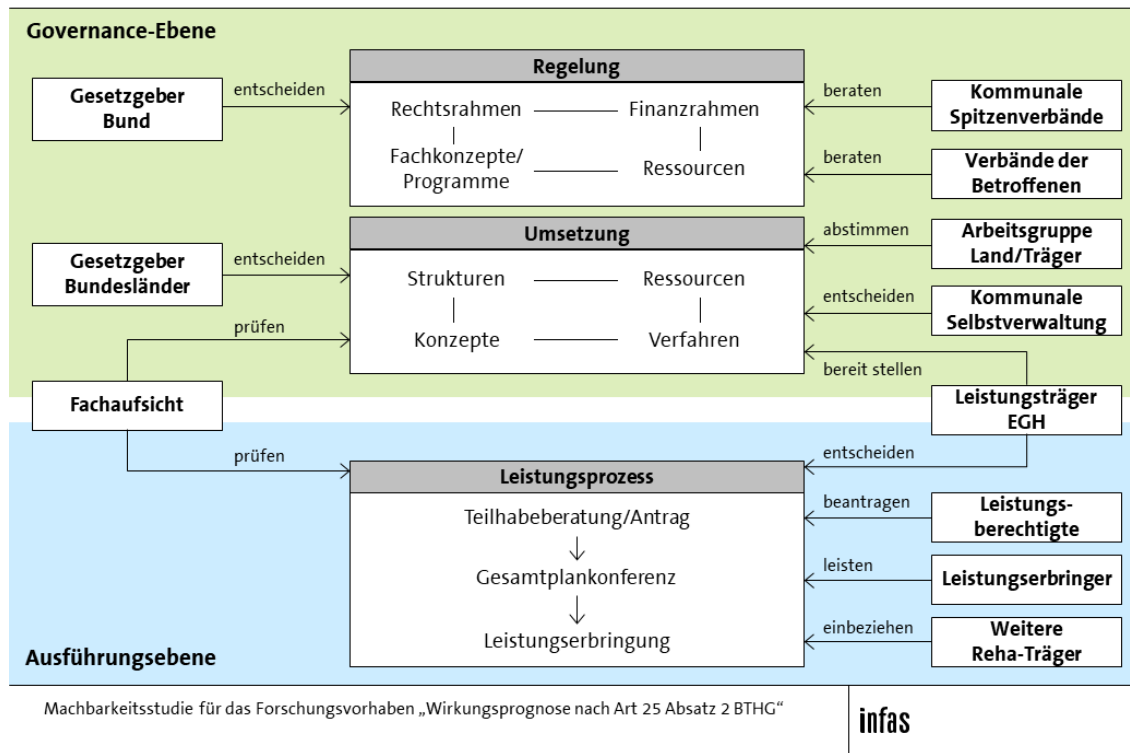 Governance-Ebene
Regelung
Gesetzgeber
Bund
entscheiden
Rechtsrahmen
Finanzrahmen
Fachkonzepte/
Programme
Ressourcen
beraten
Kommunale
Spitzenverbände
beraten
Verbände der
Betroffenen
Umsetzung
Gesetzgeber
Bundesländer
entscheiden
Strukturen
Ressourcen
Konzepte
Verfahren
abstimmen
Arbeitsgruppe
Land/Träger
entscheiden
Kommunale
Selbstverwaltung
prüfen
bereit stellen
Fachaufsicht
Leistungsträger
EGH
prüfen
entscheiden
Leistungsprozess
Teilhabeberatung/Antrag
Gesamtplankonferenz
Leistungserbringung
beantragen
Leistungs-
berechtigte
leisten
Leistungserbringer
einbeziehen
Weitere
Reha-Träger
Ausführungsebene
Machbarkeitsstudie für das Forschungsvorhaben „Wirkungsprognose nach Art 25 Absatz 2 BTHG“
infas